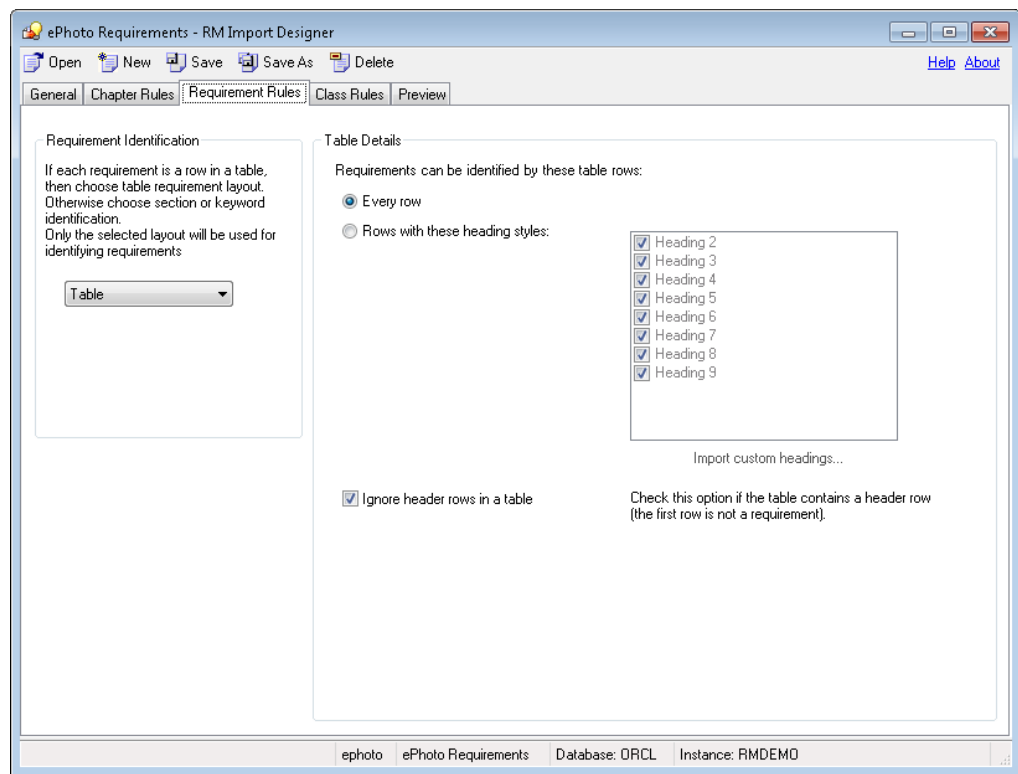 ePhoto Requirements - RM Import Designer
Open New Save Save As Delete Help About
General Chapter Rules Requirement Rules Class Rules Preview
Requirement Identification
If each requirement is a row in a table,
then choose table requirement layout.
Otherwise choose section or keyword
identification.
Only the selected layout will be used for
identifying requirements
Table
Table Details
Requirements can be identified by these table rows:
Every row
Rows with these heading styles:
Heading 2
Heading 3
Heading 4
Heading 5
Heading 6
Heading 7
Heading 8
Heading 9
Import custom headings...
Ignore header rows in a table
Check this option if the table contains a header row
(the first row is not a requirement).
ephoto ePhoto Requirements Database: ORCL Instance: RMDEMO